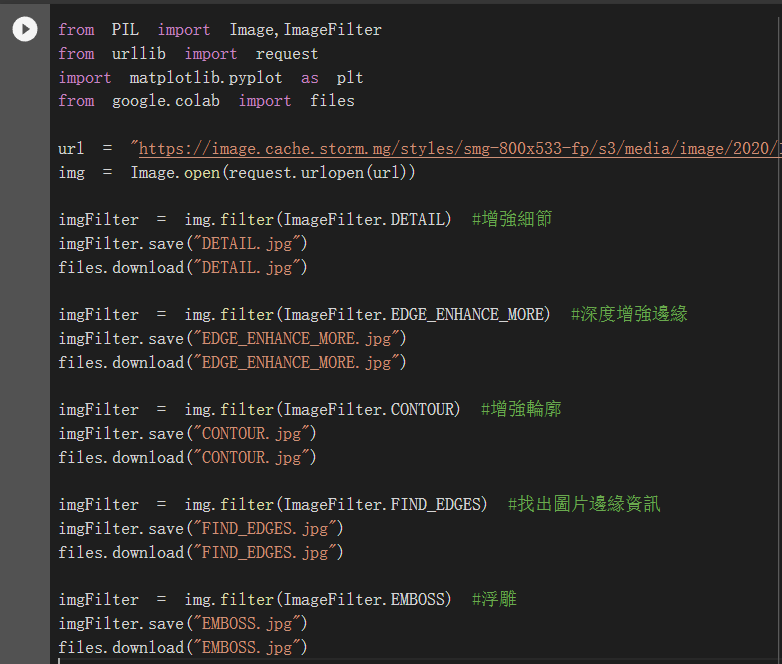 from PIL import Image,ImageFilter
from urllib import request
import matplotlib.pyplot as plt
from google.colab import files
url = "https://image.cache.storm.mg/styles/smg-800x533-fp/s3/media/image/2020/
img = Image.open(request.urlopen(url))
imgFilter = img.filter(ImageFilter.DETAIL) #增強細節
imgFilter.save("DETAIL.jpg")
files.download("DETAIL.jpg")
imgFilter = img.filter(ImageFilter.EDGE_ENHANCE_MORE) #深度增強邊緣
imgFilter.save("EDGE_ENHANCE_MORE.jpg")
files.download("EDGE_ENHANCE_MORE.jpg")
imgFilter = img.filter(ImageFilter.CONTOUR) #增強輪廓
imgFilter.save("CONTOUR.jpg")
files.download("CONTOUR.jpg")
imgFilter = img.filter(ImageFilter.FIND_EDGES) #找出圖片邊緣資訊
imgFilter.save("FIND_EDGES.jpg")
files.download("FIND_EDGES.jpg")
imgFilter = img.filter(ImageFilter.EMBOSS) #浮雕
imgFilter.save("EMBOSS.jpg")
files.download("EMBOSS.jpg")